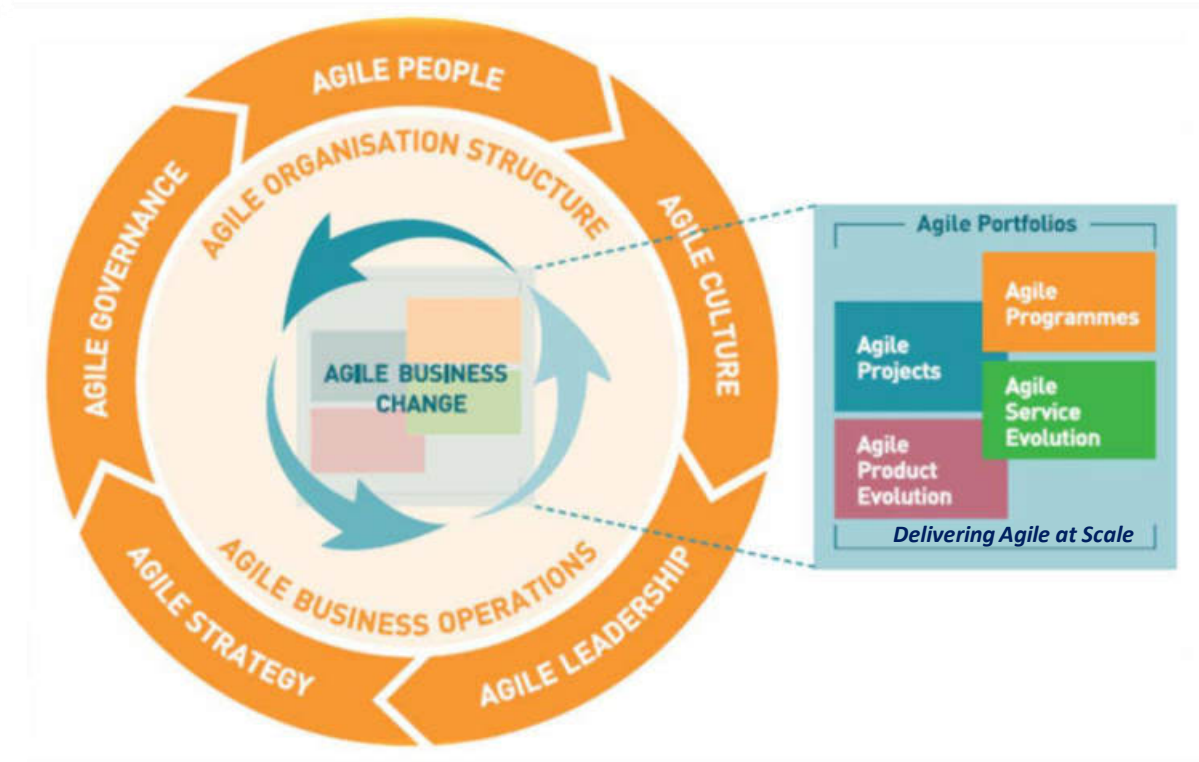 AGILE PEOPLE
AGILE CULTURE
AGILE LEADERSHIP
AGILE STRATEGY
AGILE GOVERNANCE
AGILE ORGANISATION STRUCTURE
AGILE BUSINESS
CHANGE
AGILE BUSINESS OPERATIONS
Agile Portfolios
Agile
Programmes
Agile
Projects
Agile
Service
Evolution
Agile
Product
Evolution
Delivering Agile at Scale